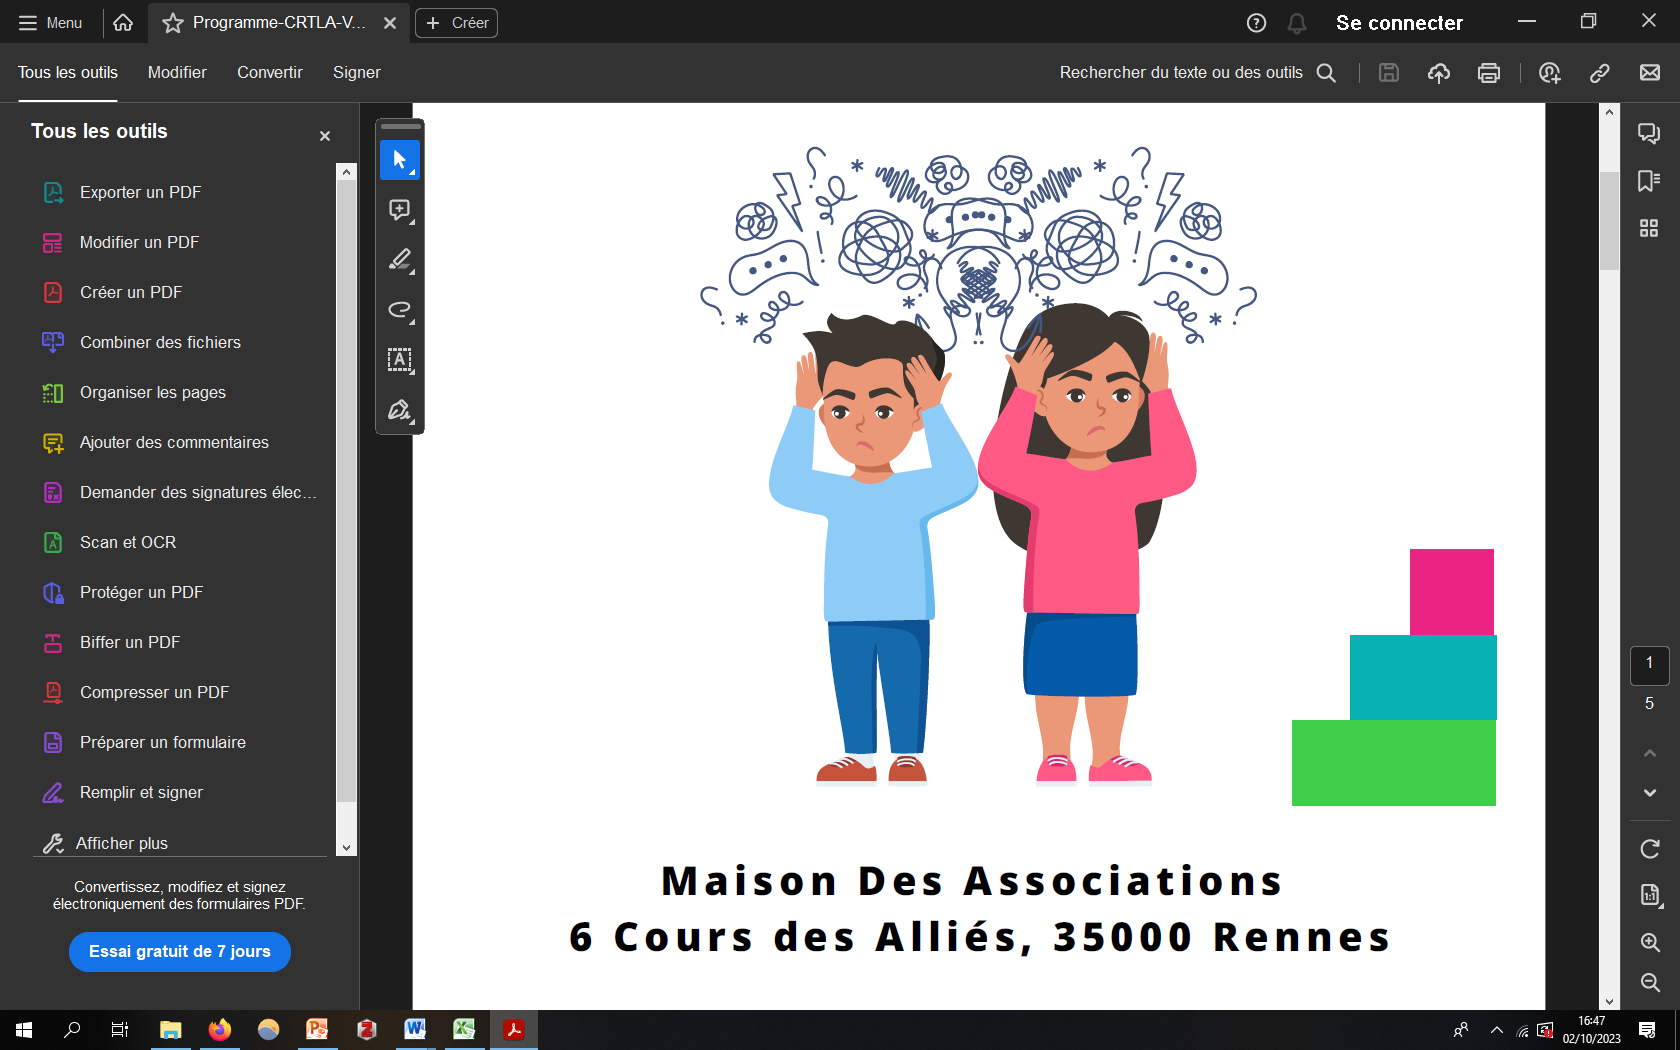 Menu
Programme-CRTLA-V...
Créer
Se connecter
Tous les outils
Modifier
Convertir
Signer
Rechercher du texte ou des outils
Tous les outils
Exporter un PDF
Modifier un PDF
Créer un PDF
Combiner des fichiers
Organiser les pages
Ajouter des commentaires
Demander des signatures élec...
Scan et OCR
Protéger un PDF
Biffer un PDF
Compresser un PDF
Préparer un formulaire
Remplir et signer
Afficher plus
Convertissez, modifiez et signez
électroniquement des formulaires PDF.
Essai gratuit de 7 jours
Maison Des Associations
6 Cours des Alliés, 35000 Rennes
1
5
16:47
02/10/2023